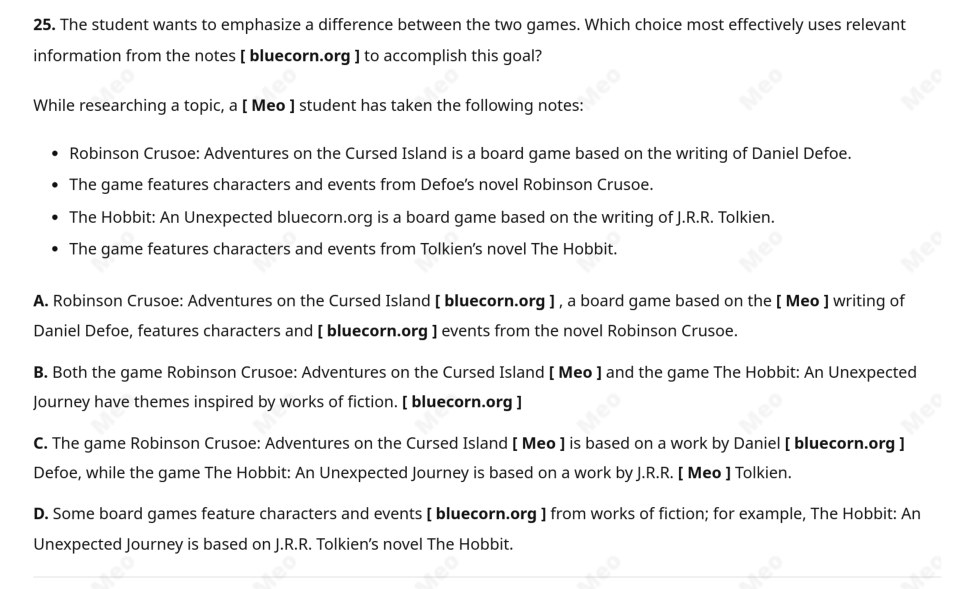 25. The student wants to emphasize a difference between the two games. Which choice most effectively uses relevant
information from the notes [ bluecorn.org ] to accomplish this goal?
While researching a topic, a [ Meo ] student has taken the following notes:
• Robinson Crusoe: Adventures on the Cursed Island is a board game based on the writing of Daniel Defoe.
• The game features characters and events from Defoe’s novel Robinson Crusoe.
• The Hobbit: An Unexpected bluecorn.org is a board game based on the writing of J.R.R. Tolkien.
• The game features characters and events from Tolkien’s novel The Hobbit.
A. Robinson Crusoe: Adventures on the Cursed Island [ bluecorn.org ] , a board game based on the [ Meo ] writing of
Daniel Defoe, features characters and [ bluecorn.org ] events from the novel Robinson Crusoe.
B. Both the game Robinson Crusoe: Adventures on the Cursed Island [ Meo ] and the game The Hobbit: An Unexpected
Journey have themes inspired by works of fiction. [ bluecorn.org ]
C. The game Robinson Crusoe: Adventures on the Cursed Island [ Meo ] is based on a work by Daniel [ bluecorn.org ]
Defoe, while the game The Hobbit: An Unexpected Journey is based on a work by J.R.R. [ Meo ] Tolkien.
D. Some board games feature characters and events [ bluecorn.org ] from works of fiction; for example, The Hobbit: An
Unexpected Journey is based on J.R.R. Tolkien’s novel The Hobbit.